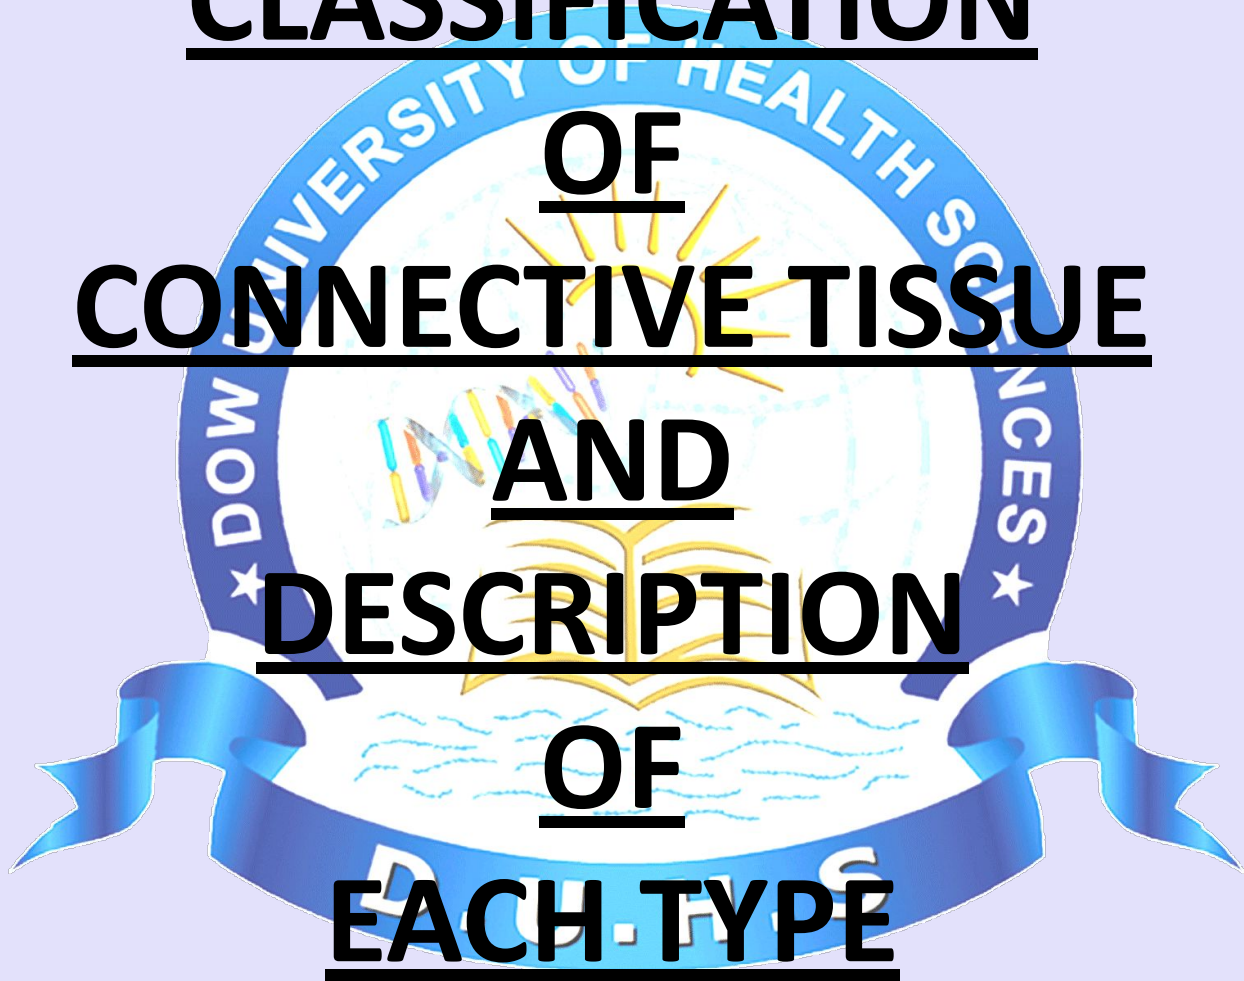 CLASSIFICATION
OF
CONNECTIVE TISSUE
AND
DESCRIPTION
OF
EACH TYPE
★ DOW UNIVERSITY OF HEALTH SCIENCES ★
D.U.H.S